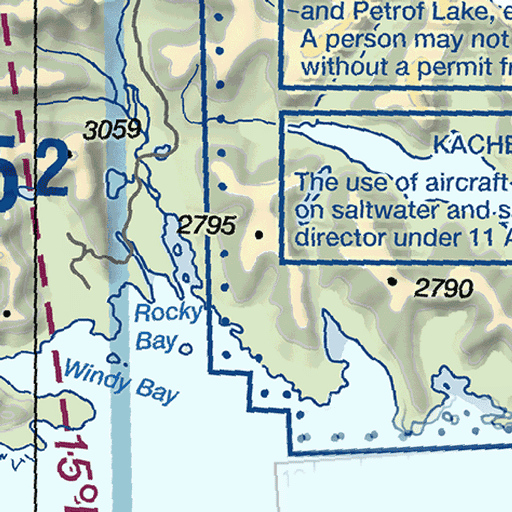 and Petrof Lake, e
A person may not
without a permit fr
3059
52
KACHE
The use of aircraft
on saltwater and s
director under 11 A
2795
2790
Rocky
Bay
Windy Bay
15°